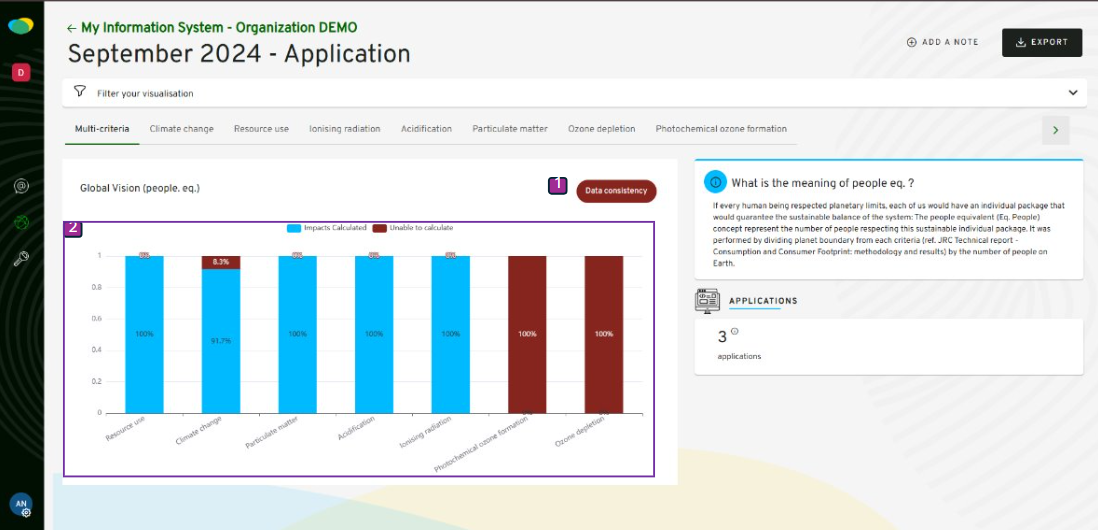 ← My Information System - Organization DEMO
September 2024 - Application
ADD A NOTE
EXPORT
D
Filter your visualisation
Multi-criteria
Climate change
Resource use
Ionising radiation
Acidification
Particulate matter
Ozone depletion
Photochemical ozone formation
Global Vision (people. eq.)
1
Data consistency
2
Impacts Calculated
Unable to calculate
1
0.8
0.6
0.4
0.2
0
8.3%
100%
91.7%
100%
100%
100%
100%
100%
Resource use
Climate change
Particulate matter
Acidification
Ionising radiation
Photochemical ozone formation
Ozone depletion
What is the meaning of people eq. ?
If every human being respected planetary limits, each of us would have an individual package that
would guarantee the sustainable balance of the system: The people equivalent (Eq. People)
concept represent the number of people respecting this sustainable individual package. It was
performed by dividing planet boundary from each criteria (ref. JRC Technical report -
Consumption and Consumer Footprint: methodology and results) by the number of people on
Earth.
APPLICATIONS
3
applications
AN